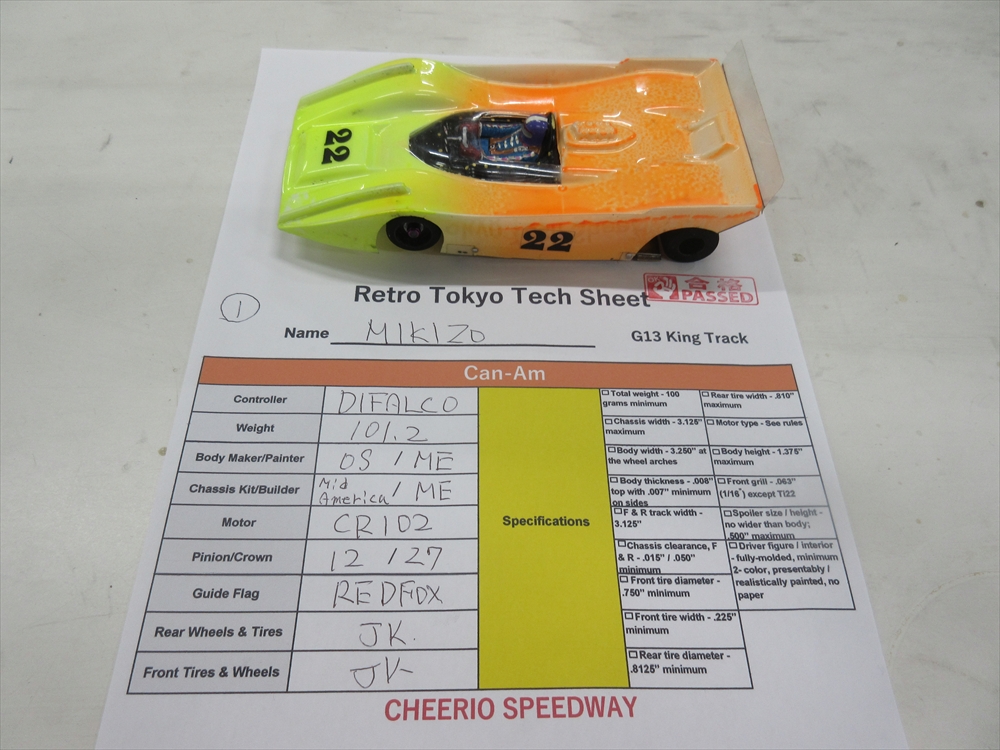 22
22
合格
PASSED
Retro Tokyo Tech Sheet
1
Name MIKIZO
G13 King Track
Can-Am
Controller DIFALCO
Weight 101.2
Body Maker/Painter OS / ME
Chassis Kit/Builder Mid America / ME
Motor CR102
Pinion/Crown 12 / 27
Guide Flag REDFOX
Rear Wheels & Tires JK.
Front Tires & Wheels JK
Specifications
Total weight - 100
grams minimum
Chassis width - 3.125"
maximum
Body width - 3.250" at
the wheel arches
Body thickness - .008"
top with .007" minimum
on sides
F & R track width -
3.125"
Chassis clearance, F
& R - .015" / .050"
minimum
Front tire diameter -
.750" minimum
Front tire width - .225"
minimum
Rear tire diameter -
.8125" minimum
Rear tire width - .810"
maximum
Motor type - See rules
Body height - 1.375"
maximum
Front grill - .063"
(1/16") except TI22
Spoiler size / height -
no wider than body;
.500" maximum
Driver figure / interior
- fully-molded, minimum
2- color, presentably /
realistically painted, no
paper
CHEERIO SPEEDWAY